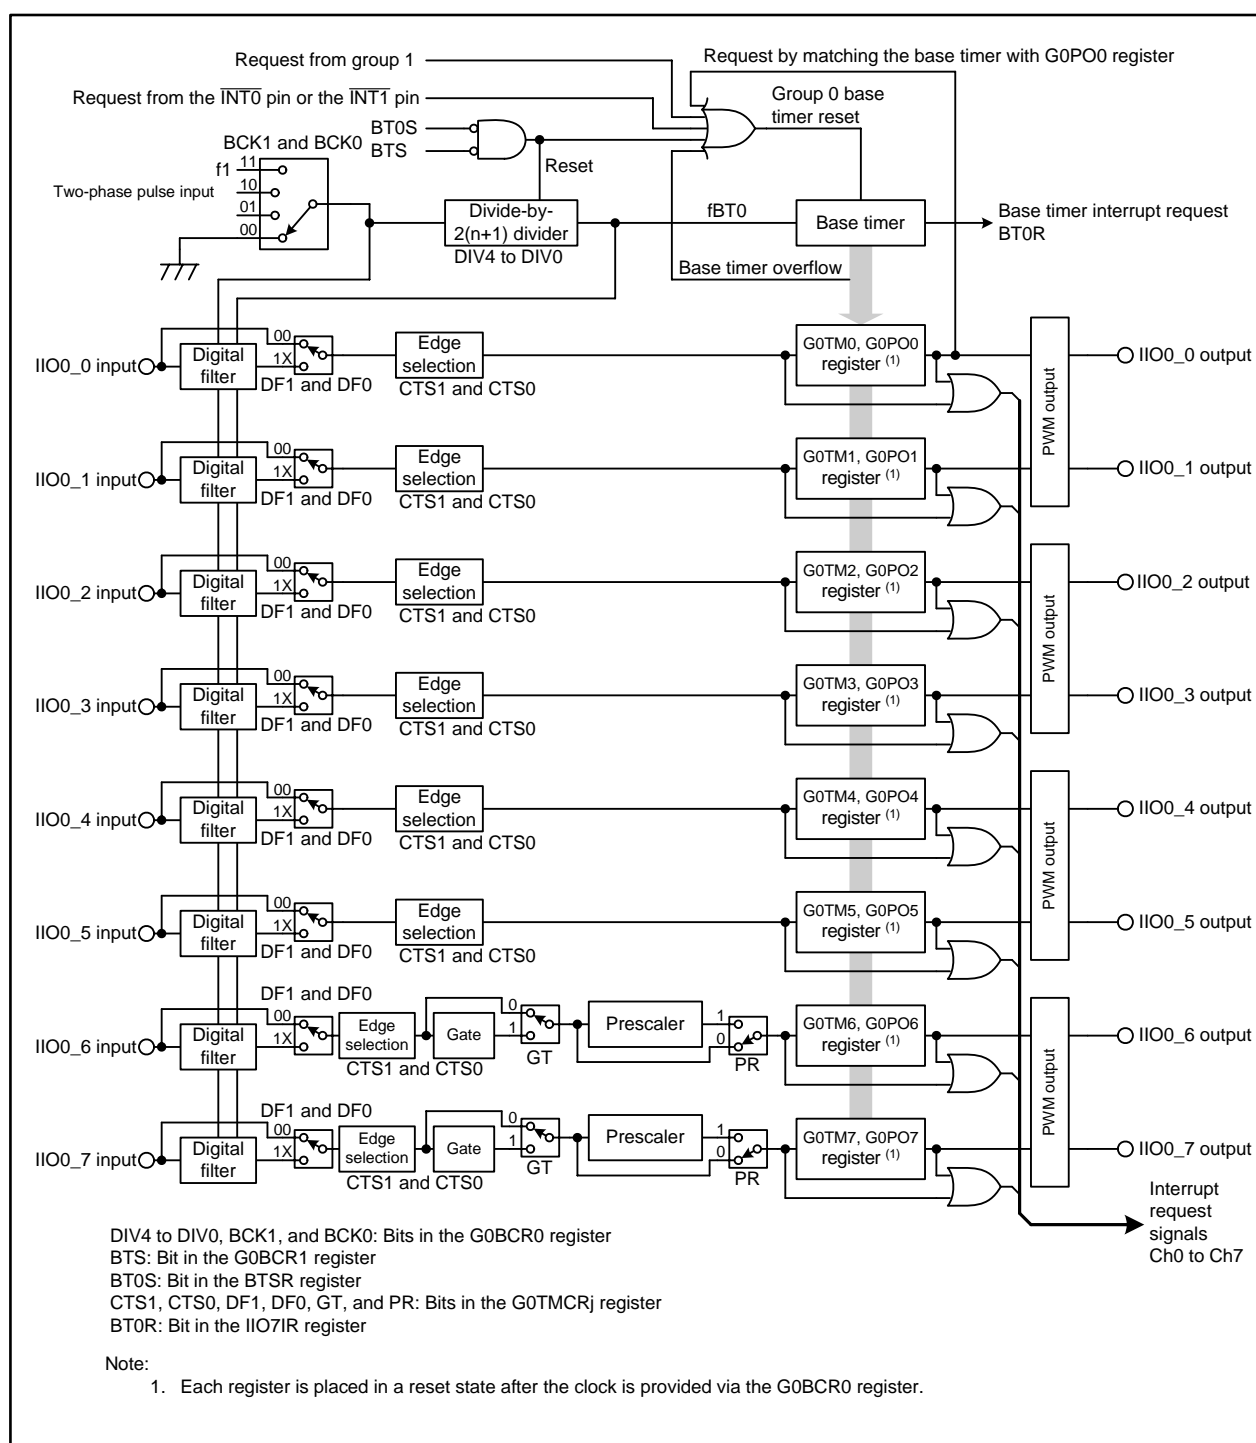 Request from group 1
Request by matching the base timer with G0PO0 register
Request from the INT0 pin or the INT1 pin
Group 0 base
timer reset
BT0S
BTS
BCK1 and BCK0
f1
11
Two-phase pulse input
10
01
00
Reset
Divide-by-
2(n+1) divider
DIV4 to DIV0
fBT0
Base timer
Base timer interrupt request
BT0R
Base timer overflow
IIO0_0 input
Digital
filter
00
1X
DF1 and DF0
Edge
selection
CTS1 and CTS0
G0TM0, G0PO0
register (1)
PWM output
IIO0_0 output
IIO0_1 input
Digital
filter
00
1X
DF1 and DF0
Edge
selection
CTS1 and CTS0
G0TM1, G0PO1
register (1)
IIO0_1 output
IIO0_2 input
Digital
filter
00
1X
DF1 and DF0
Edge
selection
CTS1 and CTS0
G0TM2, G0PO2
register (1)
PWM output
IIO0_2 output
IIO0_3 input
Digital
filter
00
1X
DF1 and DF0
Edge
selection
CTS1 and CTS0
G0TM3, G0PO3
register (1)
IIO0_3 output
IIO0_4 input
Digital
filter
00
1X
DF1 and DF0
Edge
selection
CTS1 and CTS0
G0TM4, G0PO4
register (1)
PWM output
IIO0_4 output
IIO0_5 input
Digital
filter
00
1X
DF1 and DF0
Edge
selection
CTS1 and CTS0
G0TM5, G0PO5
register (1)
IIO0_5 output
IIO0_6 input
Digital
filter
DF1 and DF0
00
1X
Edge
selection
CTS1 and CTS0
Gate
0
1
GT
Prescaler
1
0
PR
G0TM6, G0PO6
register (1)
PWM output
IIO0_6 output
IIO0_7 input
Digital
filter
DF1 and DF0
00
1X
Edge
selection
CTS1 and CTS0
Gate
0
1
GT
Prescaler
1
0
PR
G0TM7, G0PO7
register (1)
IIO0_7 output
Interrupt
request
signals
Ch0 to Ch7
DIV4 to DIV0, BCK1, and BCK0: Bits in the G0BCR0 register
BTS: Bit in the G0BCR1 register
BT0S: Bit in the BTSR register
CTS1, CTS0, DF1, DF0, GT, and PR: Bits in the G0TMCRj register
BT0R: Bit in the IIO7IR register
Note:
1. Each register is placed in a reset state after the clock is provided via the G0BCR0 register.